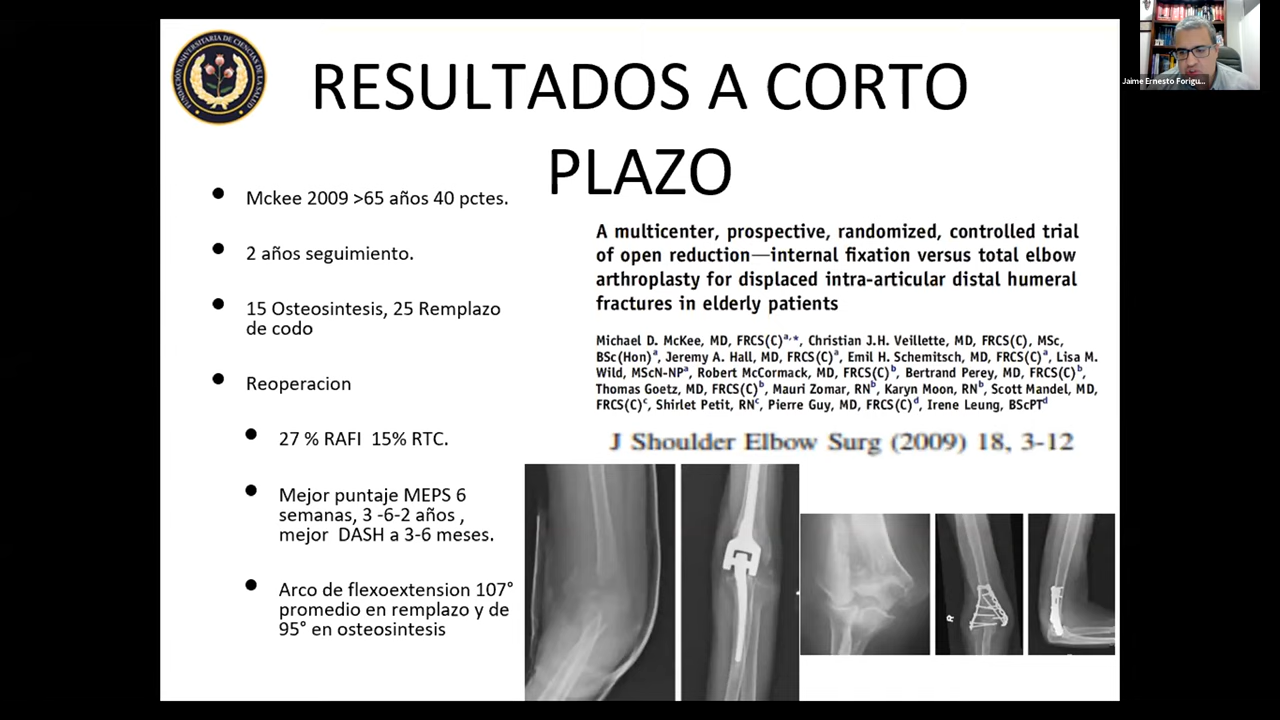 FUNDACIÓN UNIVERSITARIA DE CIENCIAS DE LA SALUD
RESULTADOS A CORTO
PLAZO
Mckee 2009 >65 años 40 pctes.
2 años seguimiento.
15 Osteosintesis, 25 Remplazo
de codo
Reoperacion
27 % RAFI 15% RTC.
Mejor puntaje MEPS 6
semanas, 3 -6-2 años ,
mejor DASH a 3-6 meses.
Arco de flexoextension 107°
promedio en remplazo y de
95° en osteosintesis
A multicenter, prospective, randomized, controlled trial
of open reduction—internal fixation versus total elbow
arthroplasty for displaced intra-articular distal humeral
fractures in elderly patients
Michael D. McKee, MD, FRCS(C)a,*, Christian J.H. Veillette, MD, FRCS(C), MSc,
BSc(Hon)a, Jeremy A. Hall, MD, FRCS(C)a, Emil H. Schemitsch, MD, FRCS(C)a, Lisa M.
Wild, MScN-NPa, Robert McCormack, MD, FRCS(C)b, Bertrand Perey, MD, FRCS(C)b,
Thomas Goetz, MD, FRCS(C)b, Mauri Zomar, RNb, Karyn Moon, RNb, Scott Mandel, MD,
FRCS(C)c, Shirlet Petit, RNc, Pierre Guy, MD, FRCS(C)d, Irene Leung, BScPTd
J Shoulder Elbow Surg (2009) 18, 3-12
R
Jaime Ernesto Forigu...